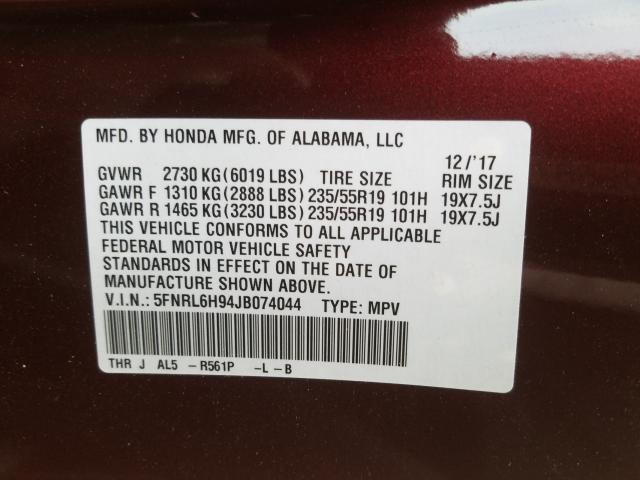 MFD. BY HONDA MFG. OF ALABAMA, LLC
12/'17
GVWR 2730 KG(6019 LBS) TIRE SIZE RIM SIZE
GAWR F 1310 KG(2888 LBS) 235/55R19 101H 19X7.5J
GAWR R 1465 KG(3230 LBS) 235/55R19 101H 19X7.5J
THIS VEHICLE CONFORMS TO ALL APPLICABLE
FEDERAL MOTOR VEHICLE SAFETY
STANDARDS IN EFFECT ON THE DATE OF
MANUFACTURE SHOWN ABOVE.
V.I.N.: 5FNRL6H94JB074044 TYPE: MPV
THR J AL5 -R561P -L -B